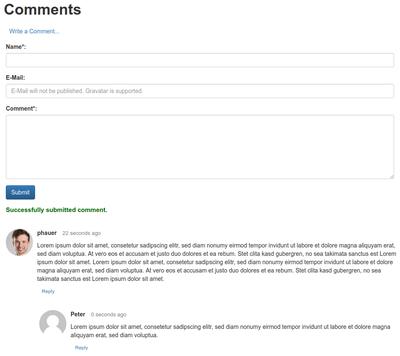 Comments
Write a Comment...
Name*:
E-Mail:
E-Mail will not be published. Gravatar is supported.
Comment*:
Submit
Successfully submitted comment.
phauer 22 seconds ago
Lorem ipsum dolor sit amet, consetetur sadipscing elitr, sed diam nonumy eirmod tempor invidunt ut labore et dolore magna aliquyam erat,
sed diam voluptua. At vero eos et accusam et justo duo dolores et ea rebum. Stet clita kasd gubergren, no sea takimata sanctus est Lorem
ipsum dolor sit amet. Lorem ipsum dolor sit amet, consetetur sadipscing elitr, sed diam nonumy eirmod tempor invidunt ut labore et dolore
magna aliquyam erat, sed diam voluptua. At vero eos et accusam et justo duo dolores et ea rebum. Stet clita kasd gubergren, no sea
takimata sanctus est Lorem ipsum dolor sit amet.
Reply
Peter 0 seconds ago
Lorem ipsum dolor sit amet, consetetur sadipscing elitr, sed diam nonumy eirmod tempor invidunt ut labore et dolore magna
aliquyam erat, sed diam voluptua.
Reply